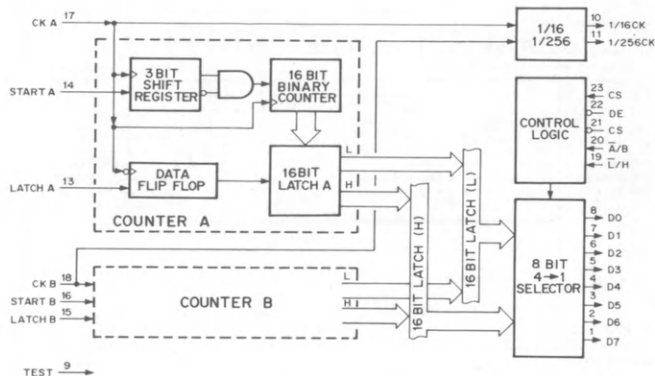 CK A 17
START A 14
LATCH A 13
3 BIT
SHIFT
REGISTER
16 BIT
BINARY
COUNTER
DATA
FLIP FLOP
16 BIT
LATCH A
L
H
COUNTER A
1/16
1/256
10 1/16CK
11 1/256CK
CONTROL
LOGIC
23 CS
22 DE
21 CS
20 A/B
19 L/H
16 BIT LATCH (L)
16 BIT LATCH (H)
8 BIT
4→1
SELECTOR
8 D0
7 D1
6 D2
5 D3
4 D4
3 D5
2 D6
1 D7
CK B 18
START B 16
LATCH B 15
COUNTER B
L
H
TEST 9